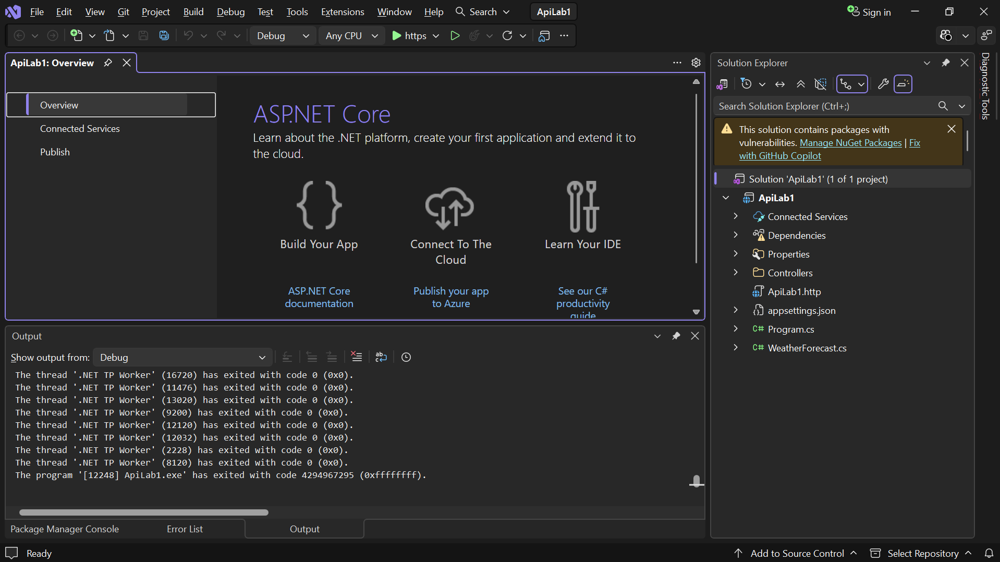 File Edit View Git Project Build Debug Test Tools Extensions Window Help Search ApiLab1 Sign in
Debug Any CPU https
ApiLab1: Overview
Overview
Connected Services
Publish
ASP.NET Core
Learn about the .NET platform, create your first application and extend it to
the cloud.
Build Your App
Connect To The
Cloud
Learn Your IDE
ASP.NET Core
documentation
Publish your app
to Azure
See our C#
productivity
guide
Output
Show output from: Debug
The thread '.NET TP Worker' (16720) has exited with code 0 (0x0).
The thread '.NET TP Worker' (11476) has exited with code 0 (0x0).
The thread '.NET TP Worker' (13020) has exited with code 0 (0x0).
The thread '.NET TP Worker' (9200) has exited with code 0 (0x0).
The thread '.NET TP Worker' (12120) has exited with code 0 (0x0).
The thread '.NET TP Worker' (12032) has exited with code 0 (0x0).
The thread '.NET TP Worker' (2228) has exited with code 0 (0x0).
The thread '.NET TP Worker' (8120) has exited with code 0 (0x0).
The program '[12248] ApiLab1.exe' has exited with code 4294967295 (0xffffffff).
Package Manager Console Error List Output
Solution Explorer
Search Solution Explorer (Ctrl+;)
This solution contains packages with
vulnerabilities. Manage NuGet Packages | Fix
with GitHub Copilot
Solution 'ApiLab1' (1 of 1 project)
ApiLab1
Connected Services
Dependencies
Properties
Controllers
ApiLab1.http
appsettings.json
C# Program.cs
C# WeatherForecast.cs
Diagnostic Tools
Ready Add to Source Control Select Repository